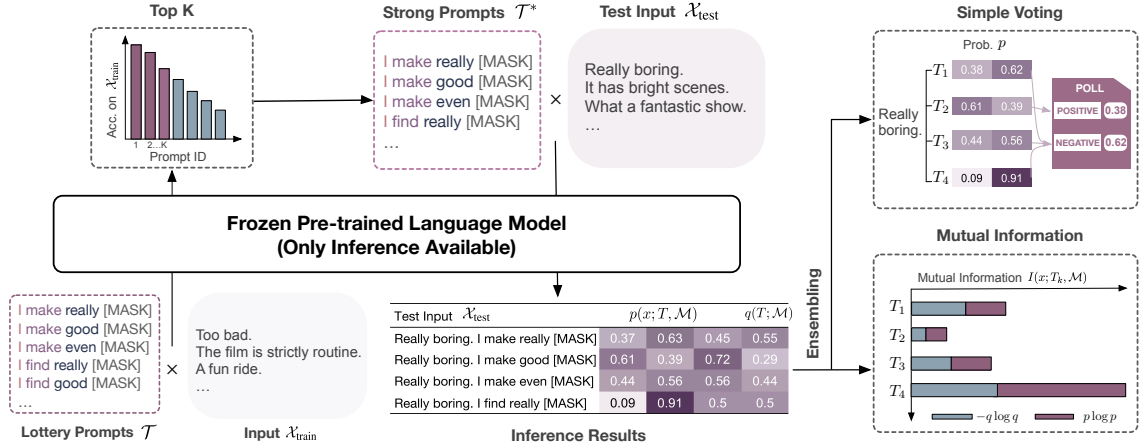 Top K
Acc. on 𝒳train
1 2...K
Prompt ID
Strong Prompts 𝒯*
I make really [MASK]
I make good [MASK]
I make even [MASK]
I find really [MASK]
...
×
Test Input 𝒳test
Really boring.
It has bright scenes.
What a fantastic show.
...
Frozen Pre-trained Language Model
(Only Inference Available)
I make really [MASK]
I make good [MASK]
I make even [MASK]
I find really [MASK]
I find good [MASK]
...
Lottery Prompts 𝒯
×
Too bad.
The film is strictly routine.
A fun ride.
...
Input 𝒳train
Test Input 𝒳test p(x; T, ℳ) q(T; ℳ)
Really boring. I make really [MASK] 0.37 0.63 0.45 0.55
Really boring. I make good [MASK] 0.61 0.39 0.72 0.29
Really boring. I make even [MASK] 0.44 0.56 0.56 0.44
Really boring. I find really [MASK] 0.09 0.91 0.5 0.5
Inference Results
Ensembling
Simple Voting
Prob. p
Really
boring.
T1 0.38 0.62
T2 0.61 0.39
T3 0.44 0.56
T4 0.09 0.91
POLL
POSITIVE 0.38
NEGATIVE 0.62
Mutual Information
Mutual Information I(x; Tk, ℳ)
T1
T2
T3
T4
−q log q p log p